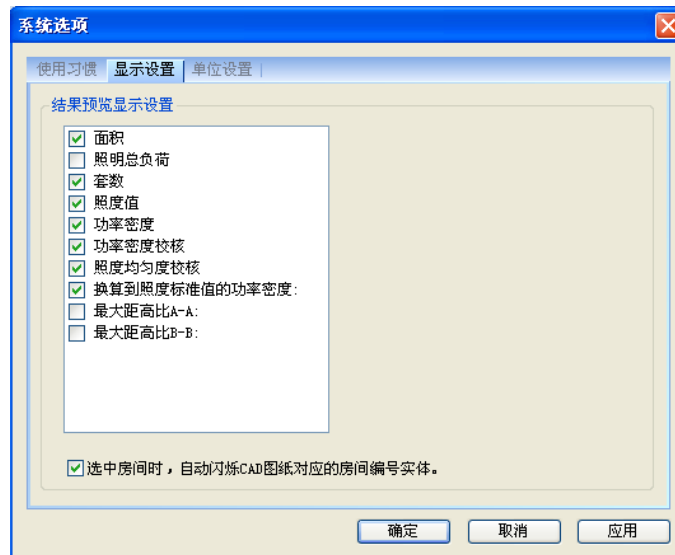 系统选项
使用习惯 显示设置 单位设置
结果预览显示设置
面积
照明总负荷
套数
照度值
功率密度
功率密度校核
照度均匀度校核
换算到照度标准值的功率密度:
最大距高比A-A:
最大距高比B-B:
选中房间时，自动闪烁CAD图纸对应的房间编号实体。
确定 取消 应用